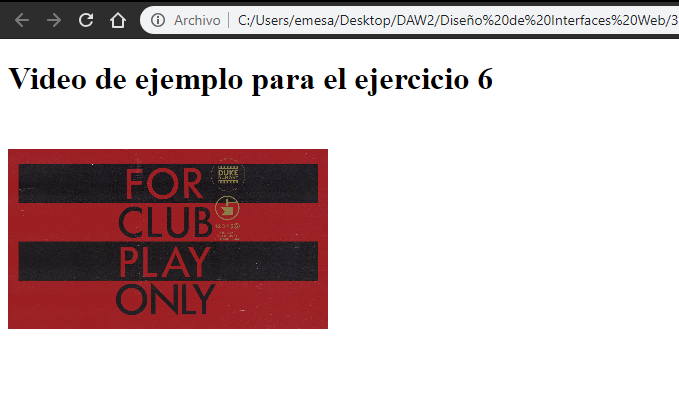 Archivo
C:/Users/emesa/Desktop/DAW2/Diseño%20de%20Interfaces%20Web/3
Video de ejemplo para el ejercicio 6
FOR
DUKE
CLUB
PLAY
ONLY